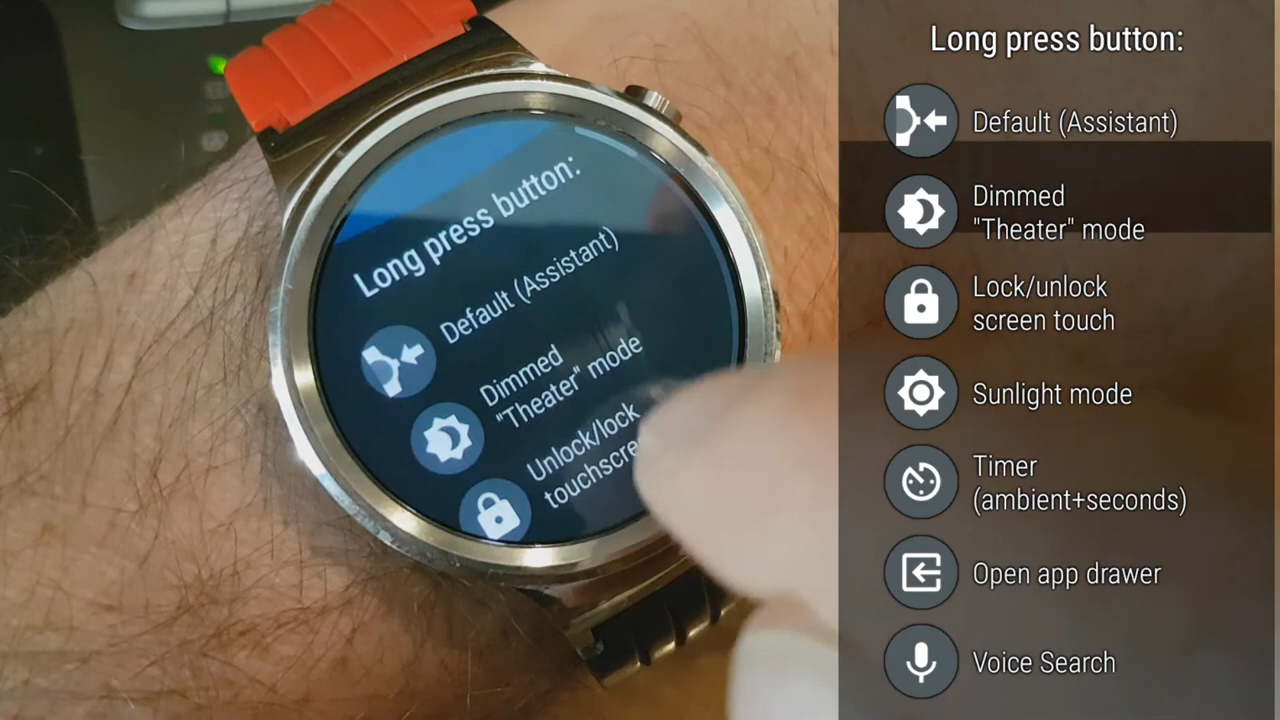 Long press button:
Default (Assistant)
Dimmed
"Theater" mode
Unlock/lock
Long press button:
Default (Assistant)
Dimmed
"Theater" mode
Lock/unlock
screen touch
Sunlight mode
Timer
(ambient+seconds)
Open app drawer
Voice Search